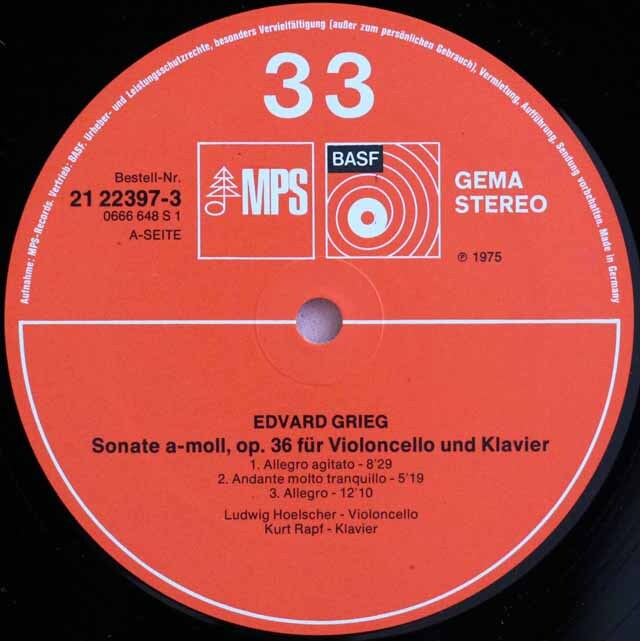 Aufnahme: MPS-Records. Vertrieb: BASF. Urheber- und Leistungsschutzrechte, besonders Vervielfältigung (außer zum persönlichen Gebrauch), Vermietung, Aufführung, Sendung vorbehalten. Made in Germany
33
Bestell-Nr.
21 22397-3
0666 648 S 1
A-SEITE
MPS
BASF
GEMA
STEREO
℗ 1975
EDVARD GRIEG
Sonate a-moll, op. 36 für Violoncello und Klavier
1. Allegro agitato - 8'29
2. Andante molto tranquillo - 5'19
3. Allegro - 12'10
Ludwig Hoelscher - Violoncello
Kurt Rapf - Klavier